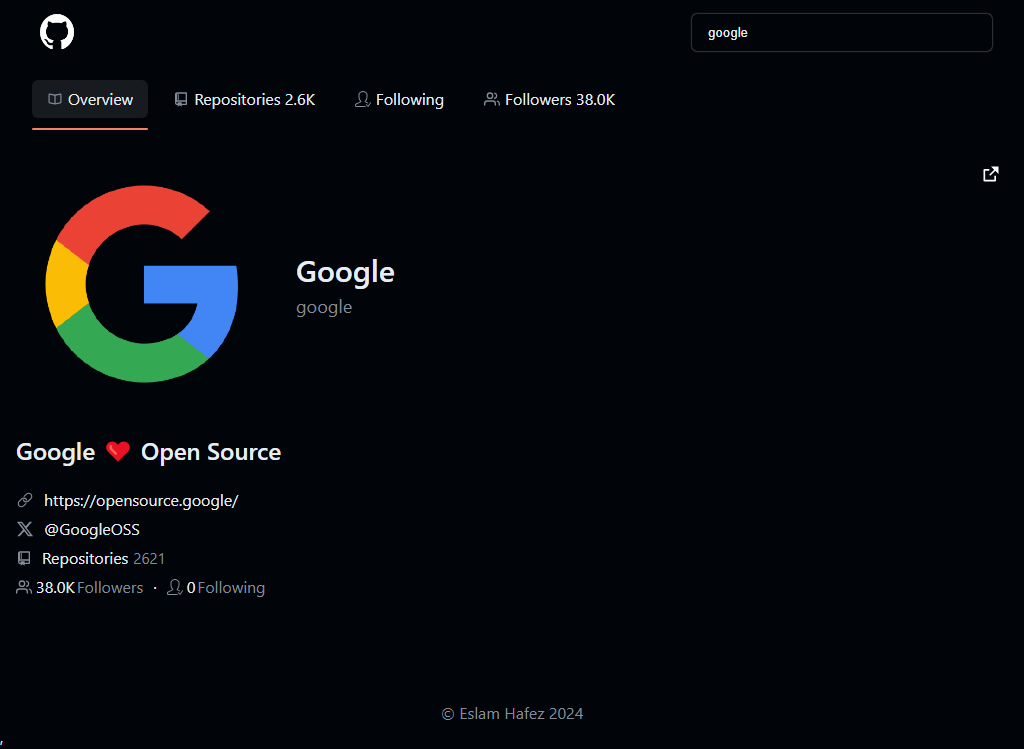 google
Overview Repositories 2.6K Following Followers 38.0K
Google
google
Google ❤️ Open Source
https://opensource.google/
@GoogleOSS
Repositories 2621
38.0K Followers · 0 Following
© Eslam Hafez 2024
,